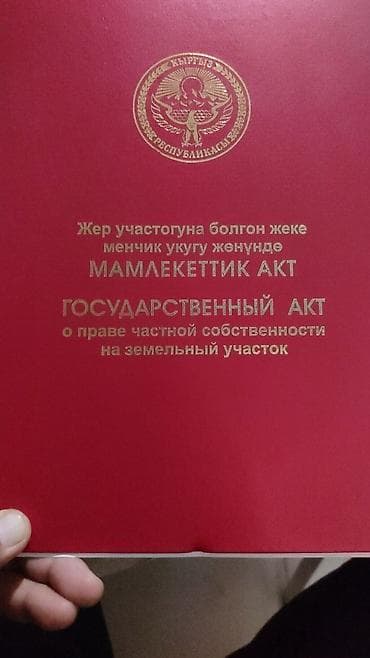 КЫРГЫЗ
РЕСПУБЛИКАСЫ
Жер участогуна болгон жеке
менчик укугу жөнүндө
МАМЛЕКЕТТИК АКТ
ГОСУДАРСТВЕННЫЙ АКТ
о праве частной собственности
на земельный участок